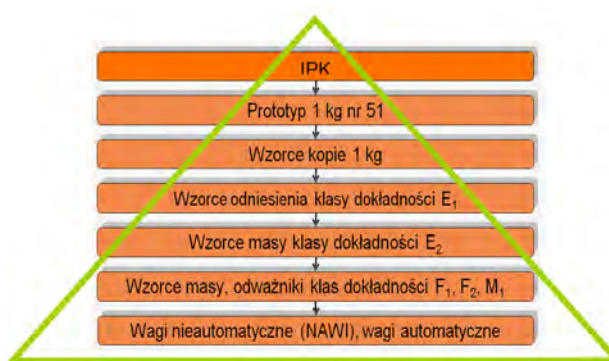 IPK
Prototyp 1 kg nr 51
Wzorce kopie 1 kg
Wzorce odniesienia klasy dokładności E₁
Wzorce masy klasy dokładności E₂
Wzorce masy, odważniki klas dokładności F₁, F₂, M₁
Wagi nieautomatyczne (NAWI), wagi automatyczne